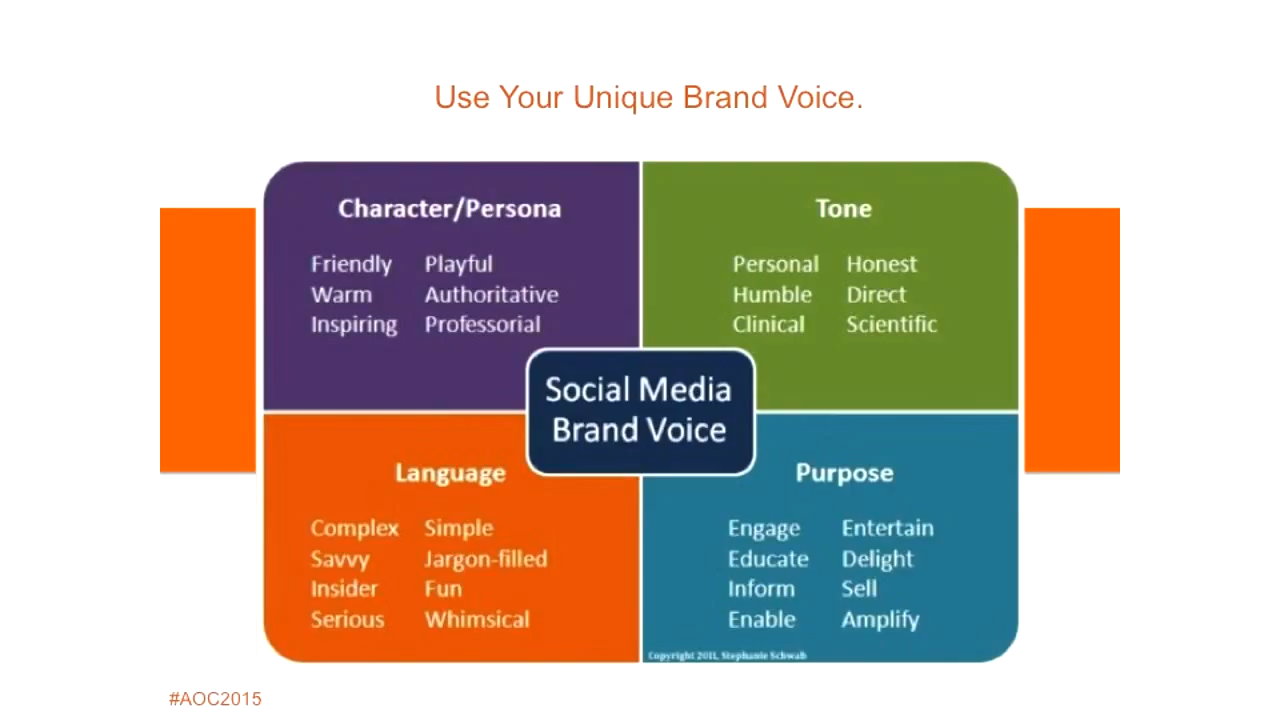 Use Your Unique Brand Voice.
Character/Persona
Friendly Playful
Warm Authoritative
Inspiring Professorial
Tone
Personal Honest
Humble Direct
Clinical Scientific
Social Media
Brand Voice
Language
Complex Simple
Savvy Jargon-filled
Insider Fun
Serious Whimsical
Purpose
Engage Entertain
Educate Delight
Inform Sell
Enable Amplify
Copyright 2011, Stephanie Schwab
#AOC2015